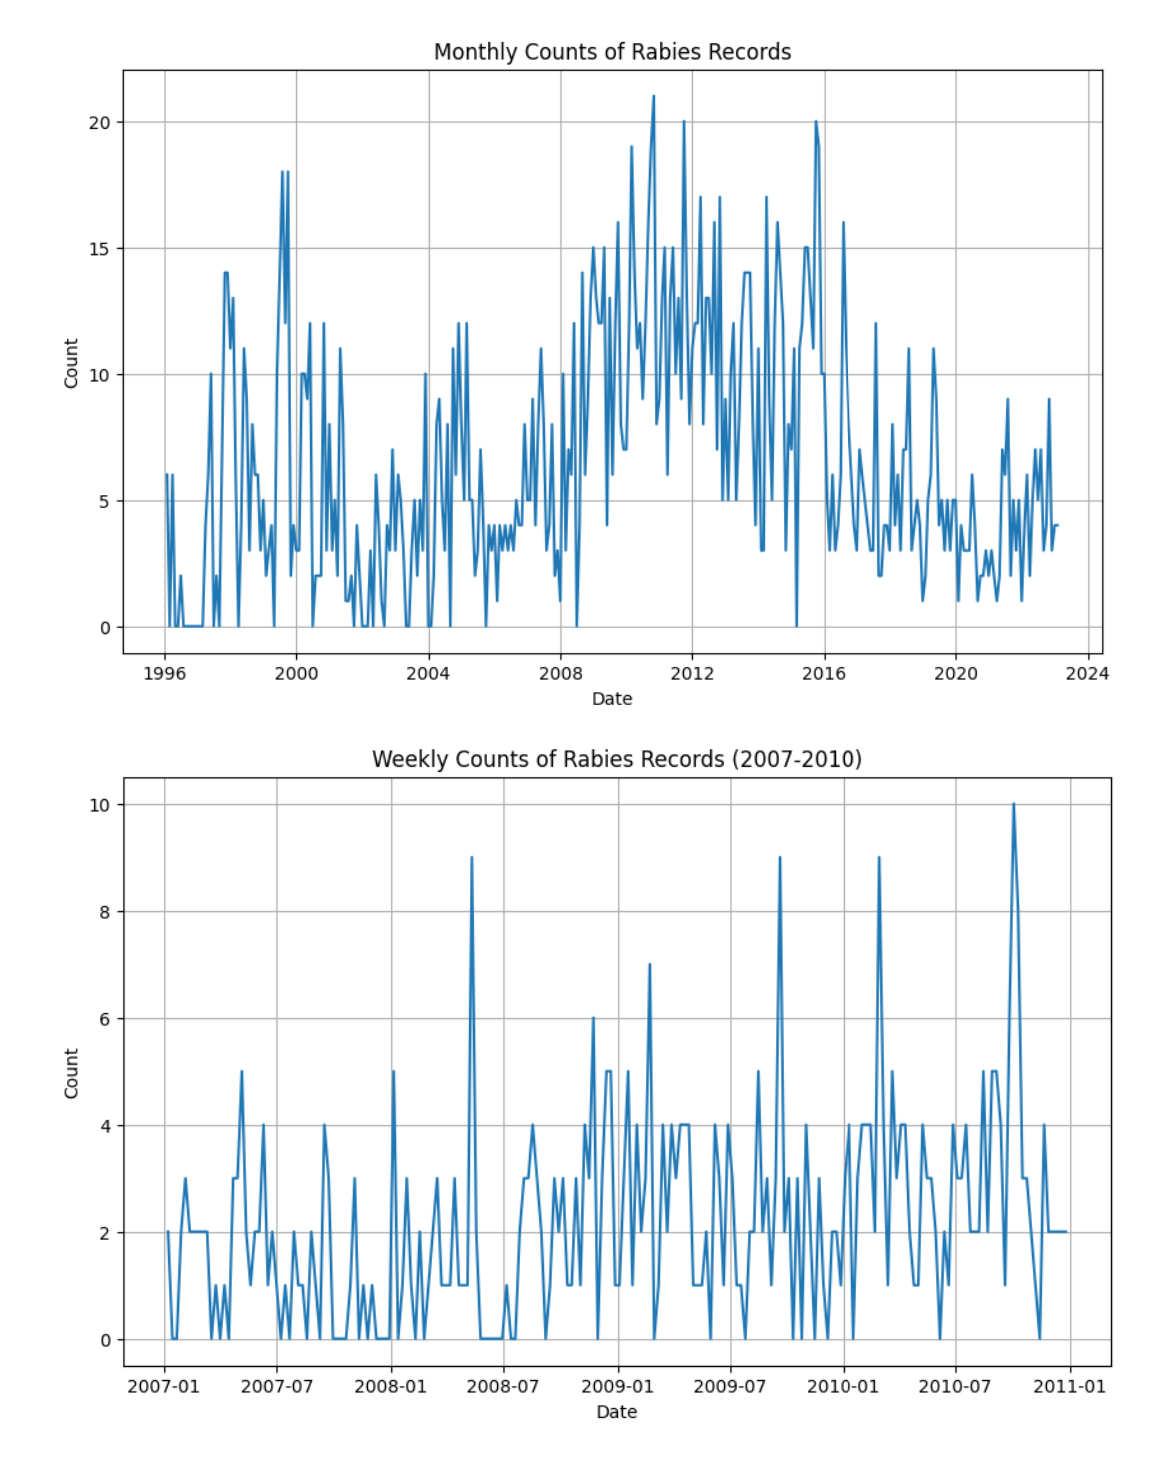 Monthly Counts of Rabies Records
20
15
10
5
0
Count
1996 2000 2004 2008 2012 2016 2020 2024
Date
Weekly Counts of Rabies Records (2007-2010)
10
8
6
4
2
0
Count
2007-01 2007-07 2008-01 2008-07 2009-01 2009-07 2010-01 2010-07 2011-01
Date